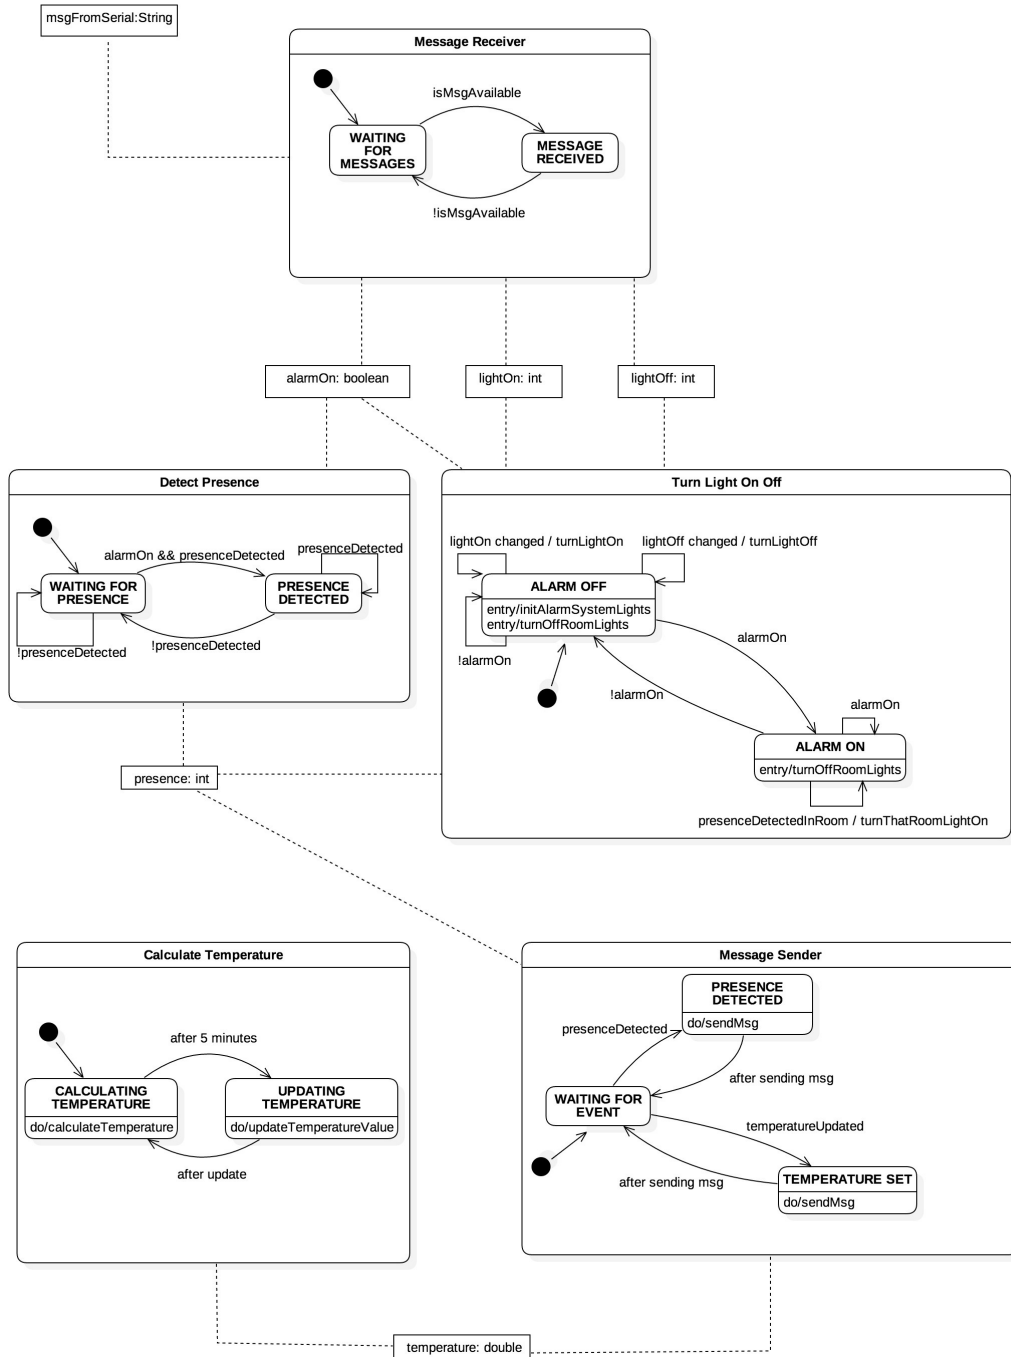 msgFromSerial:String
Message Receiver
isMsgAvailable
WAITING
FOR
MESSAGES
MESSAGE
RECEIVED
!isMsgAvailable
alarmOn: boolean
lightOn: int
lightOff: int
Detect Presence
alarmOn && presenceDetected
presenceDetected
WAITING FOR
PRESENCE
PRESENCE
DETECTED
!presenceDetected
!presenceDetected
Turn Light On Off
lightOn changed / turnLightOn
lightOff changed / turnLightOff
ALARM OFF
entry/initAlarmSystemLights
entry/turnOffRoomLights
!alarmOn
alarmOn
!alarmOn
alarmOn
ALARM ON
entry/turnOffRoomLights
presenceDetectedInRoom / turnThatRoomLightOn
presence: int
Calculate Temperature
after 5 minutes
CALCULATING
TEMPERATURE
do/calculateTemperature
UPDATING
TEMPERATURE
do/updateTemperatureValue
after update
Message Sender
PRESENCE
DETECTED
do/sendMsg
presenceDetected
after sending msg
WAITING FOR
EVENT
temperatureUpdated
after sending msg
TEMPERATURE SET
do/sendMsg
temperature: double